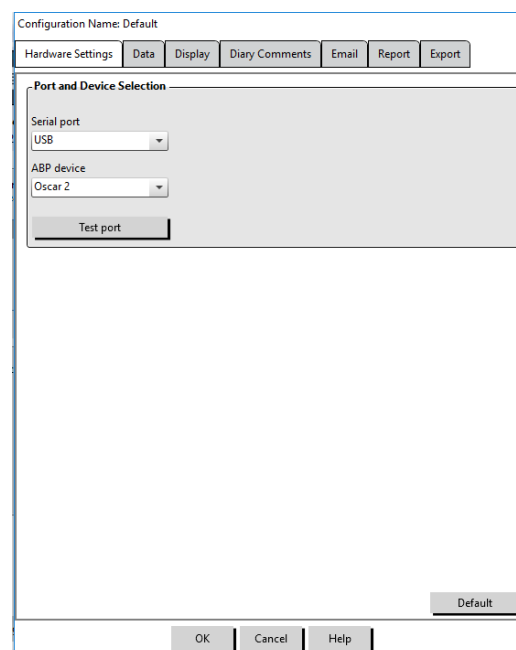 Configuration Name: Default
Hardware Settings Data Display Diary Comments Email Report Export
Port and Device Selection
Serial port
USB
ABP device
Oscar 2
Test port
Default
OK Cancel Help